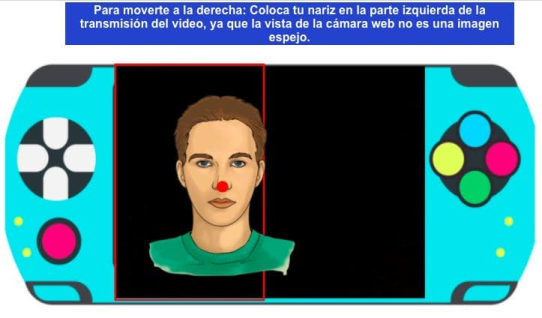 Para moverte a la derecha: Coloca tu nariz en la parte izquierda de la
transmisión del video, ya que la vista de la cámara web no es una imagen
espejo.